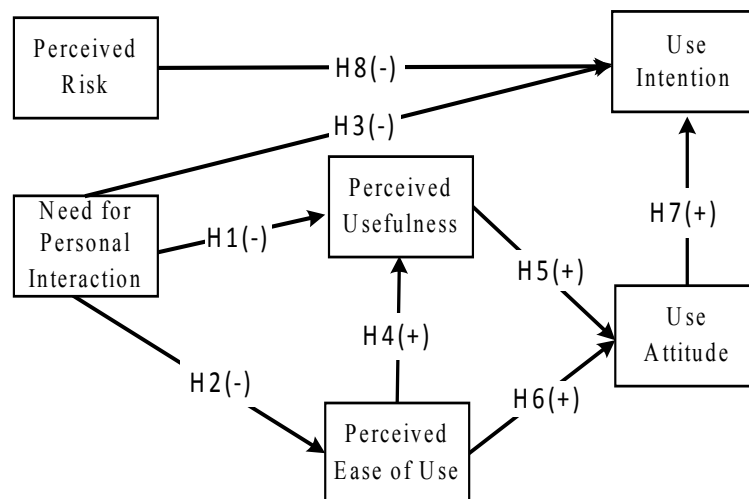 Perceived
Risk
H8(-)
Use
Intention
H3(-)
Need for
Personal
Interaction
H1(-)
Perceived
Usefulness
H7(+)
H5(+)
H4(+)
Use
Attitude
H2(-)
H6(+)
Perceived
Ease of Use